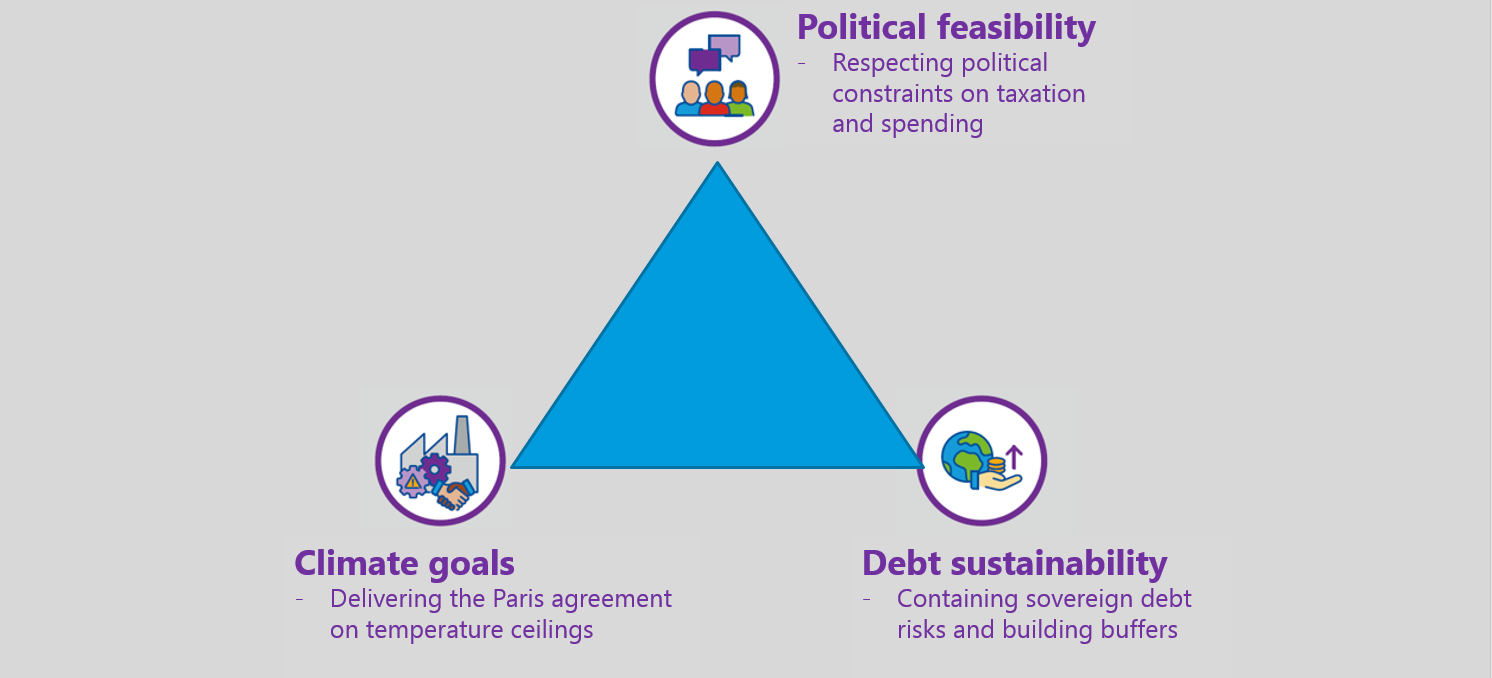 Political feasibility
- Respecting political
constraints on taxation
and spending
Climate goals
- Delivering the Paris agreement
on temperature ceilings
Debt sustainability
- Containing sovereign debt
risks and building buffers